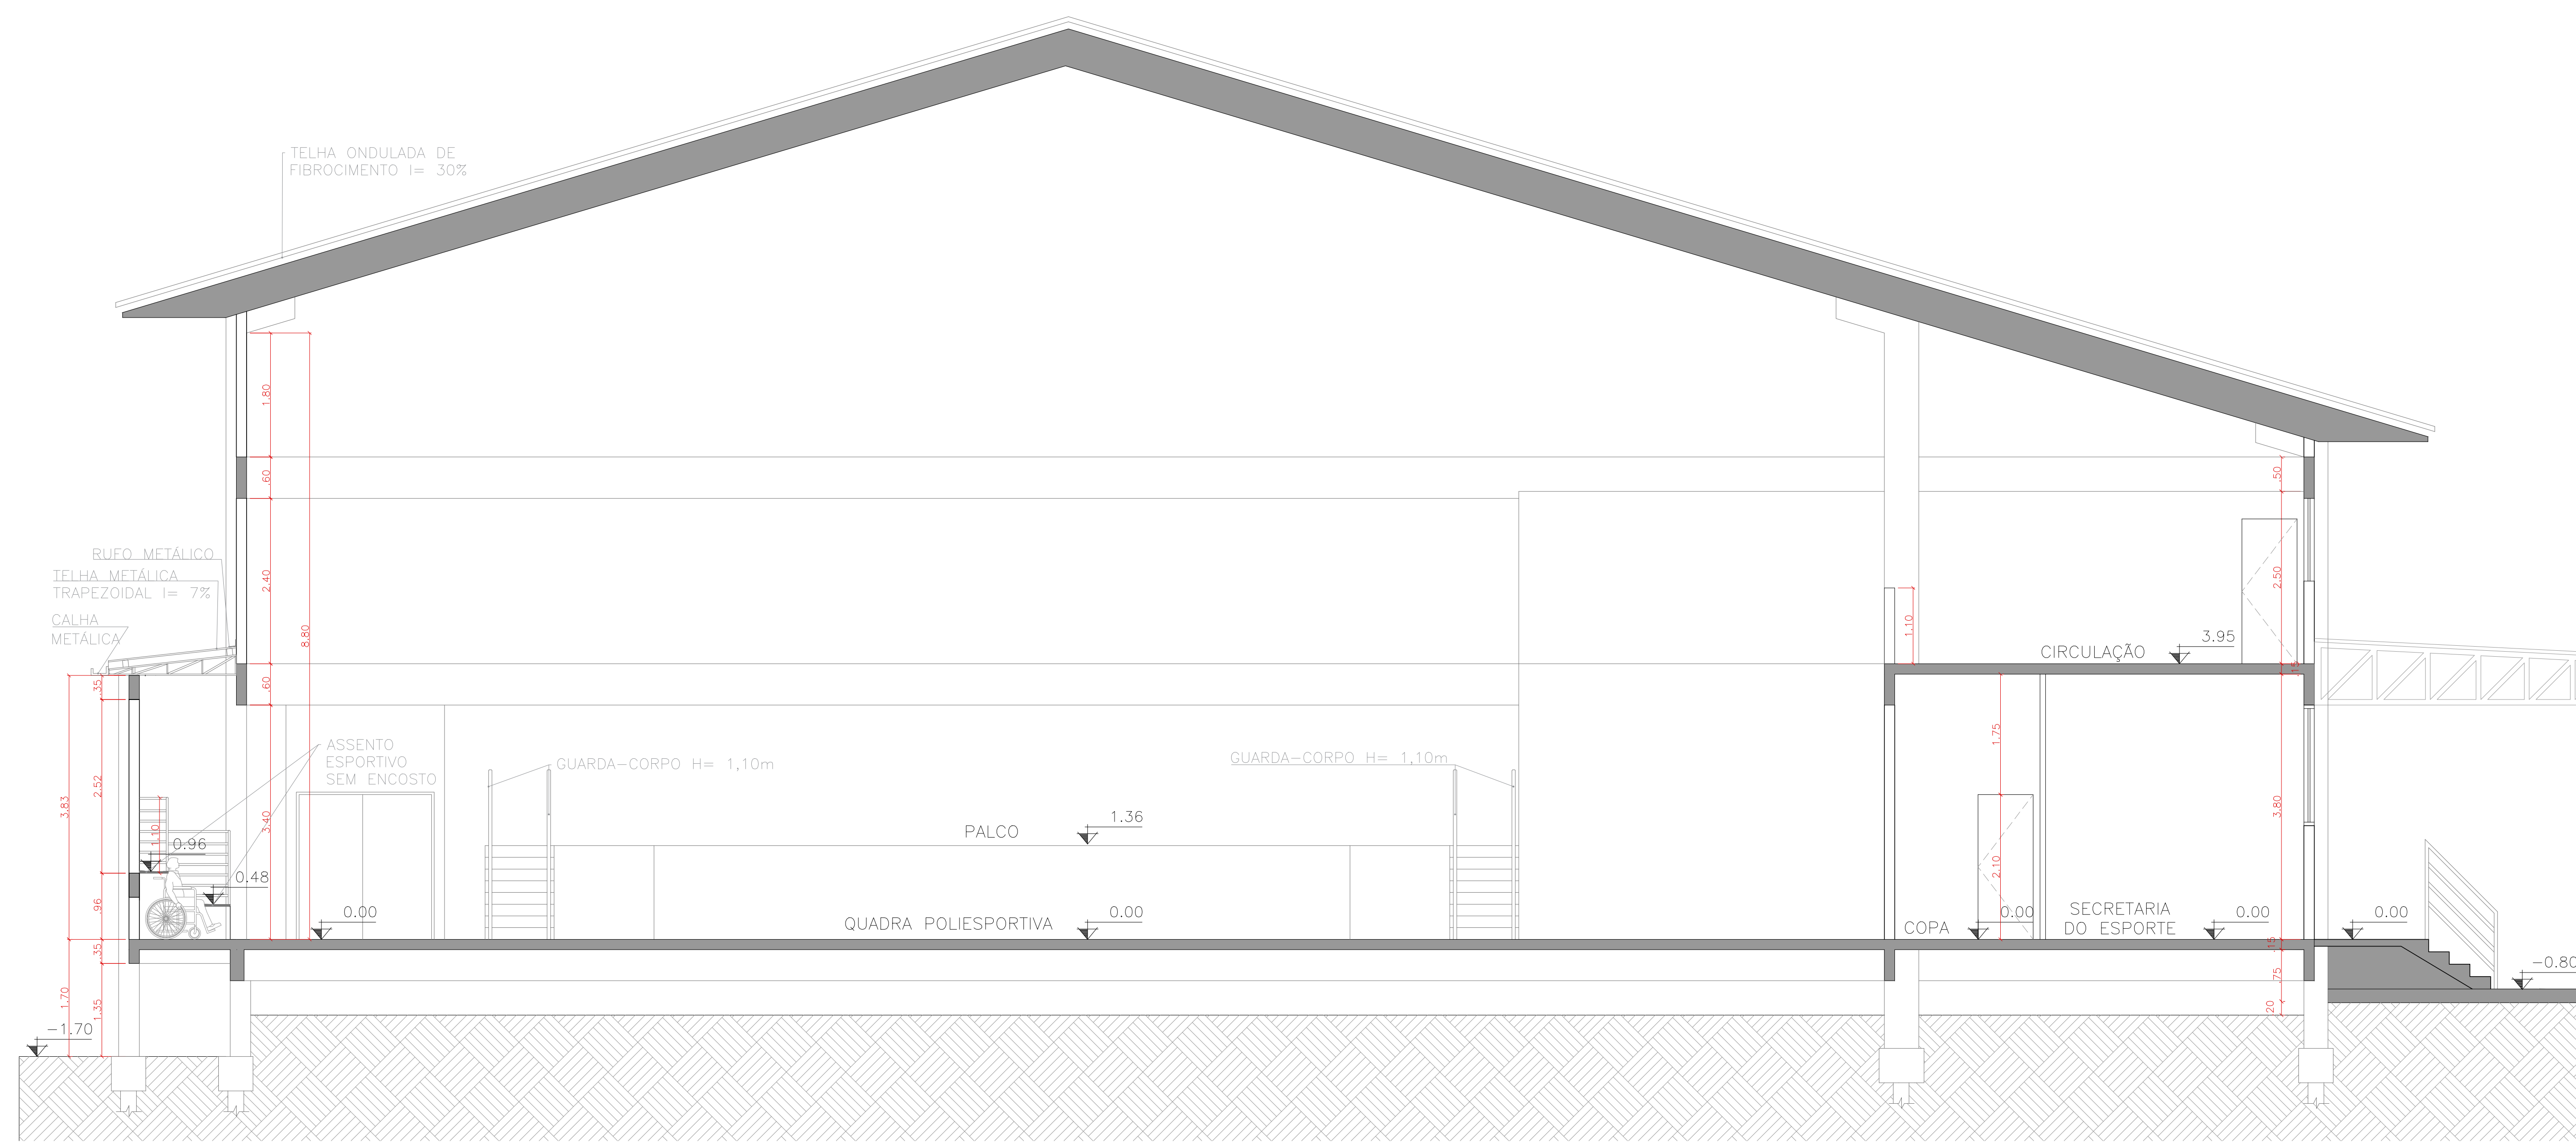 TELHA ONDULADA DE
FIBROCIMENTO I= 30%
1.80
.60
.50
2.40
8.80
2.50
RUFO METÁLICO
TELHA METÁLICA
TRAPEZOIDAL I= 7%
CALHA
METÁLICA
1.10
3.95
CIRCULAÇÃO
.15
.35
.60
2.52
3.83
ASSENTO
ESPORTIVO
SEM ENCOSTO
GUARDA-CORPO H= 1,10m
GUARDA-CORPO H= 1,10m
1.75
3.80
3.40
1.10
0.96
0.48
1.36
PALCO
2.10
.96
0.00
QUADRA POLIESPORTIVA
0.00
COPA
0.00
SECRETARIA
DO ESPORTE
0.00
0.00
.35
.15
.75
-0.80
1.70
1.35
20
-1.70